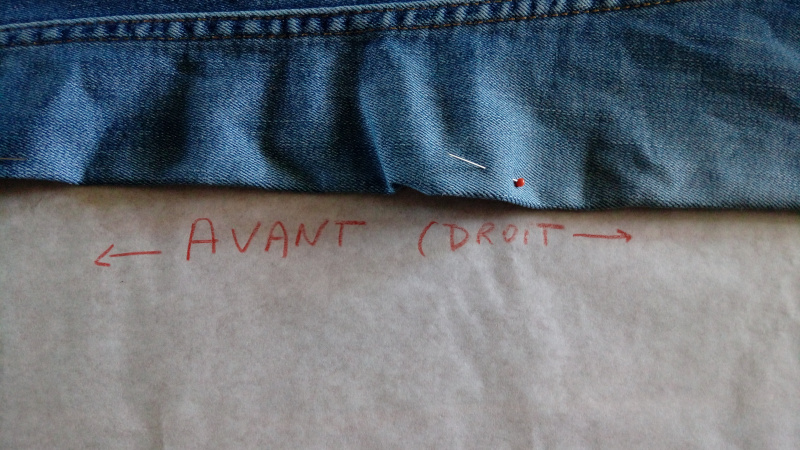 ← AVANT (DROIT →